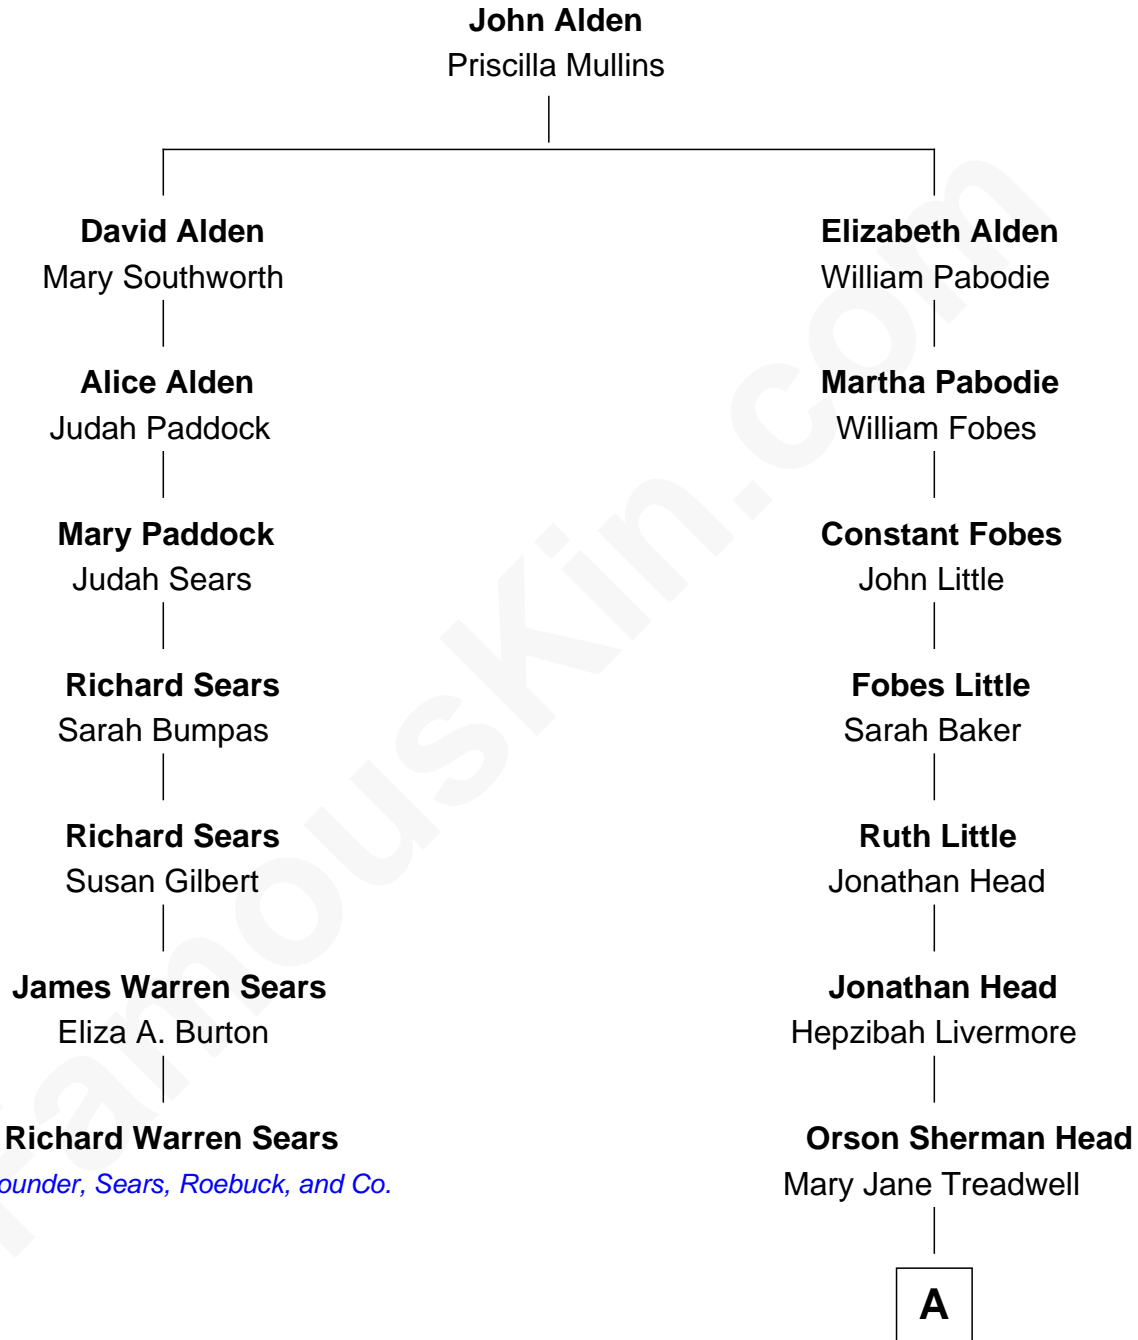 John Alden
Priscilla Mullins
David Alden
Mary Southworth
Alice Alden
Judah Paddock
Mary Paddock
Judah Sears
Richard Sears
Sarah Bumpas
Richard Sears
Susan Gilbert
James Warren Sears
Eliza A. Burton
Richard Warren Sears
ounder, Sears, Roebuck, and Co.
Elizabeth Alden
William Pabodie
Martha Pabodie
William Fobes
Constant Fobes
John Little
Fobes Little
Sarah Baker
Ruth Little
Jonathan Head
Jonathan Head
Hepzibah Livermore
Orson Sherman Head
Mary Jane Treadwell
A
FamousKin.com